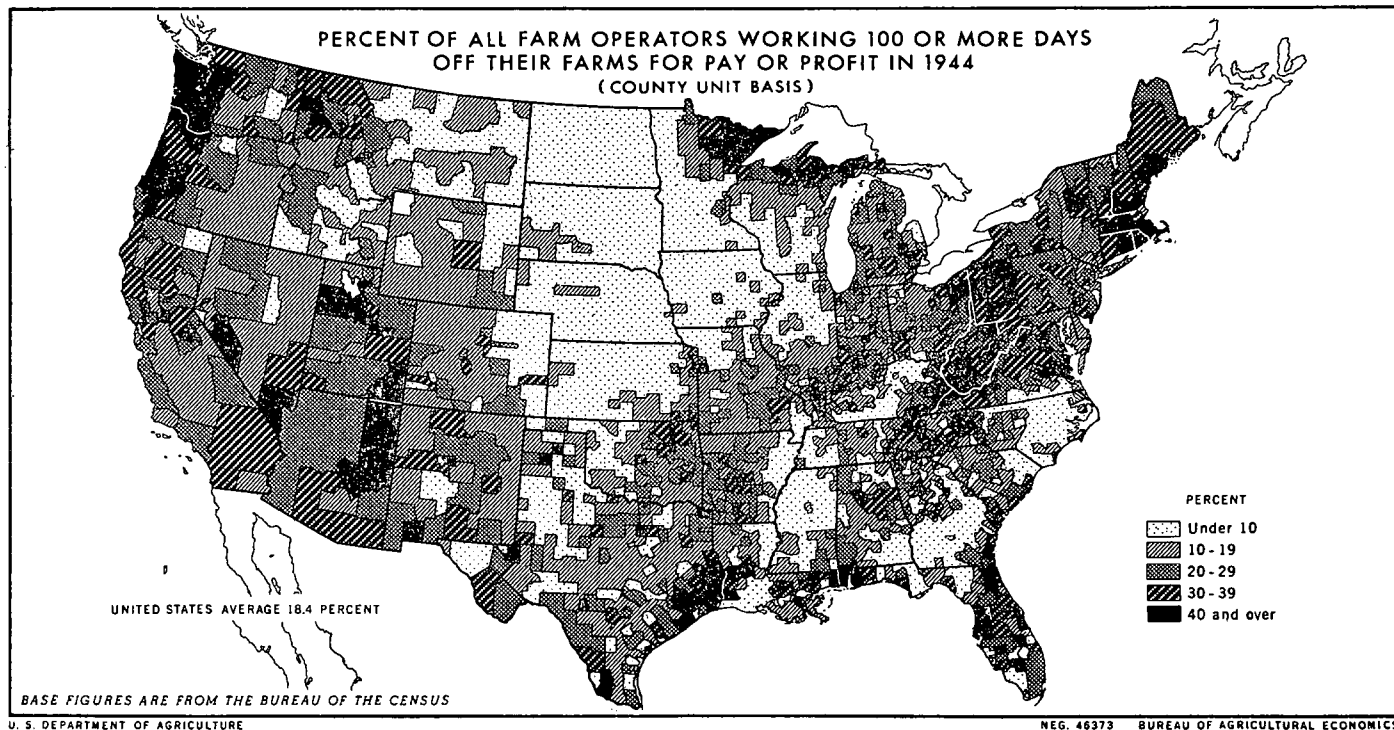 PERCENT OF ALL FARM OPERATORS WORKING 100 OR MORE DAYS
OFF THEIR FARMS FOR PAY OR PROFIT IN 1944
(COUNTY UNIT BASIS)
PERCENT
Under 10
10-19
20-29
30-39
40 and over
UNITED STATES AVERAGE 18.4 PERCENT
BASE FIGURES ARE FROM THE BUREAU OF THE CENSUS
U. S. DEPARTMENT OF AGRICULTURE
NEG. 46373 BUREAU OF AGRICULTURAL ECONOMICS